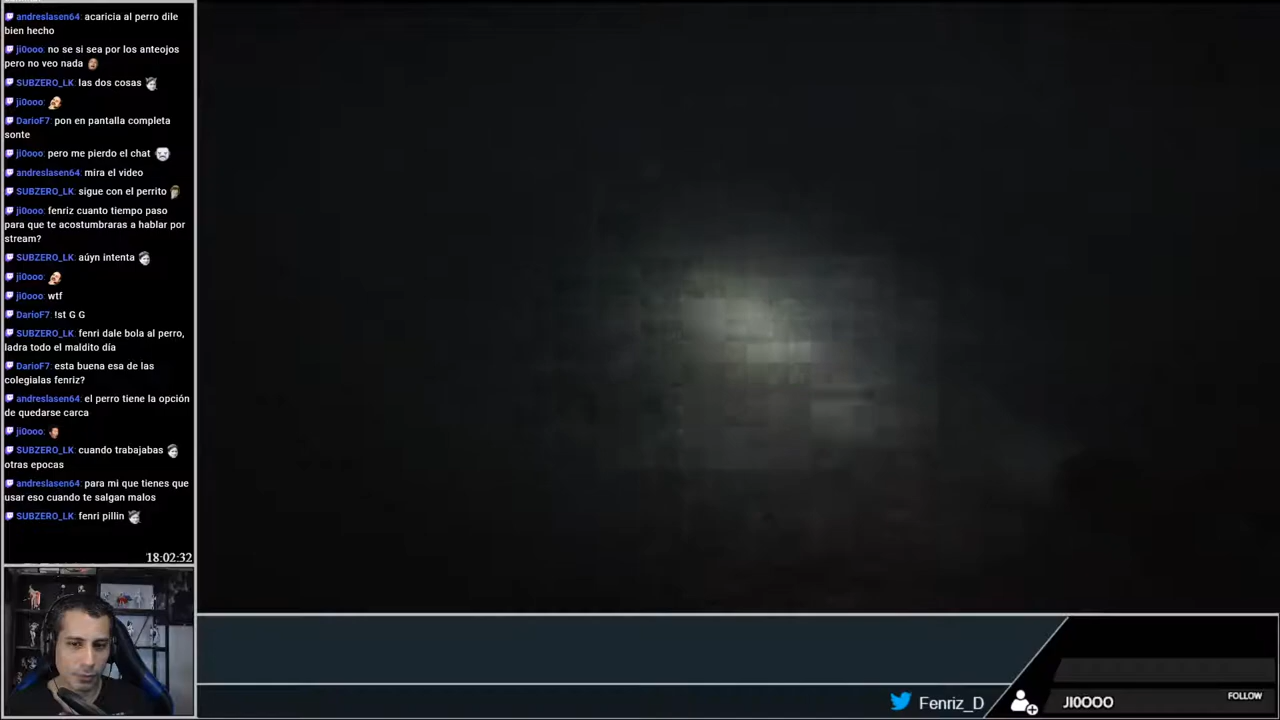 andreslasen64: acaricia al perro dile
bien hecho
ji0ooo: no se si sea por los anteojos
pero no veo nada
SUBZERO_LK: las dos cosas
ji0ooo:
DarioF7: pon en pantalla completa
sonte
ji0ooo: pero me pierdo el chat
andreslasen64: mira el video
SUBZERO_LK: sigue con el perrito
ji0ooo: fenriz cuanto tiempo paso
para que te acostumbraras a hablar por
stream?
SUBZERO_LK: aúyn intenta
ji0ooo:
ji0ooo: wtf
DarioF7: !st G G
SUBZERO_LK: fenri dale bola al perro,
ladra todo el maldito día
DarioF7: esta buena esa de las
colegialas fenriz?
andreslasen64: el perro tiene la opción
de quedarse carca
ji0ooo:
SUBZERO_LK: cuando trabajabas
otras epocas
andreslasen64: para mi que tienes que
usar eso cuando te salgan malos
SUBZERO_LK: fenri pillin
18:02:32
Fenriz_D
JI0OOO
FOLLOW